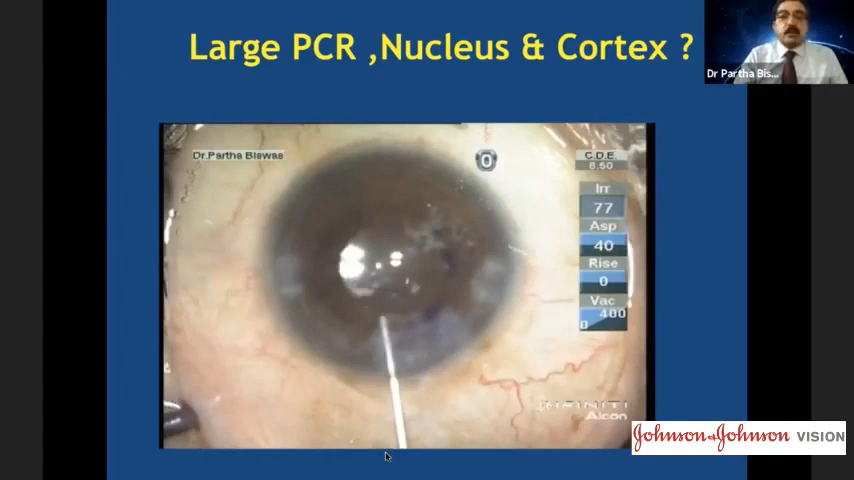 Large PCR ,Nucleus & Cortex ?
Dr Partha Bis...
Dr.Partha Biswas
0
C.D.E.
8.50
Irr
77
Asp
40
Rise
0
Vac
400
0
INFINITI
Alcon
Johnson & Johnson VISION